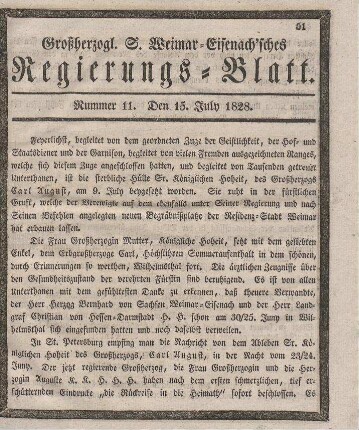 51
Großherzogl. S. Weimar-Eisenach'sches
Regierungs-Blatt.
Nummer 11. Den 15. July 1828.
Feyerlichst, begleitet von dem geordneten Zuge der Geistlichkeit, der Hof- und
Staatsdiener und der Garnison, begleitet von vielen Fremden ausgezeichneten Ranges,
welche sich diesem Zuge angeschlossen hatten, und begleitet von Tausenden getreuer
Unterthanen, ist die sterbliche Hülle Sr. Königlichen Hoheit, des Großherzogs
Carl August, am 9. July beygesetzt worden. Sie ruht in der fürstlichen
Gruft, welche der Verewigte auf dem ebenfalls unter Seiner Regierung und nach
Seinen Befehlen angelegten neuen Begräbnißplatze der Residenz-Stadt Weimar
hat erbauen lassen.
Die Frau Großherzogin Mutter, Königliche Hoheit, setzt mit dem geliebten
Enkel, dem Erbgroßherzoge Carl, Höchstihren Sommeraufenthalt in dem schönen,
durch Erinnerungen so werthen, Wilhelmsthal fort. Die ärztlichen Zeugnisse über
den Gesundheitszustand der verehrten Fürstin sind beruhigend. Es ist von allen
Unterthanen mit dem gefühltesten Danke zu erkennen, daß theuere Verwandte,
der Herr Herzog Bernhard von Sachsen Weimar-Eisenach und der Herr Land-
graf Christian von Hessen-Darmstadt H. H. schon am 30/25. Juny in Wil-
helmsthal sich eingefunden hatten und noch daselbst verweilen.
In St. Petersburg empfing man die Nachricht von dem Ableben Sr. Kö-
niglichen Hoheit des Großherzogs, Carl August, in der Nacht vom 23/24.
Juny. Der jetzt regierende Großherzog, die Frau Großherzogin und die Her-
zogin Auguste K. K. H. H. H. haben nach dem ersten schmerzlichen, tief er-
schütternden Eindrucke „die Rückreise in die Heimath“ sofort beschlossen. Es